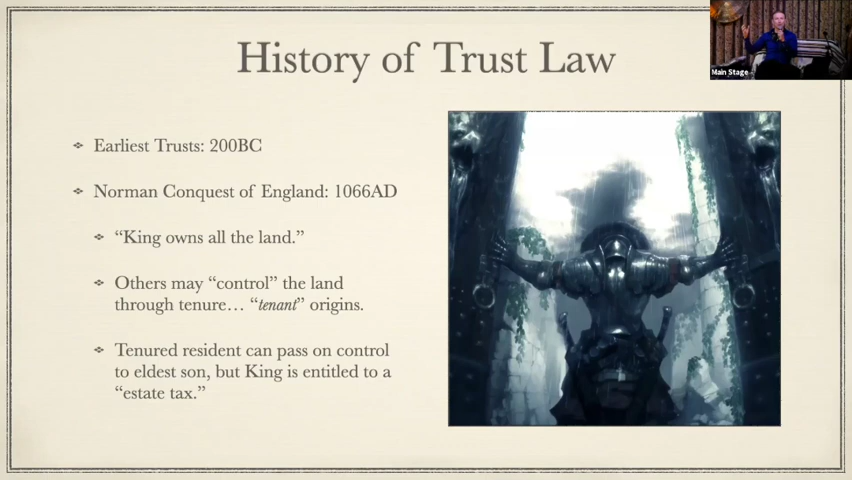 History of Trust Law
Main Stage
Earliest Trusts: 200BC
Norman Conquest of England: 1066AD
“King owns all the land.”
Others may “control” the land
through tenure… “tenant” origins.
Tenured resident can pass on control
to eldest son, but King is entitled to a
“estate tax.”